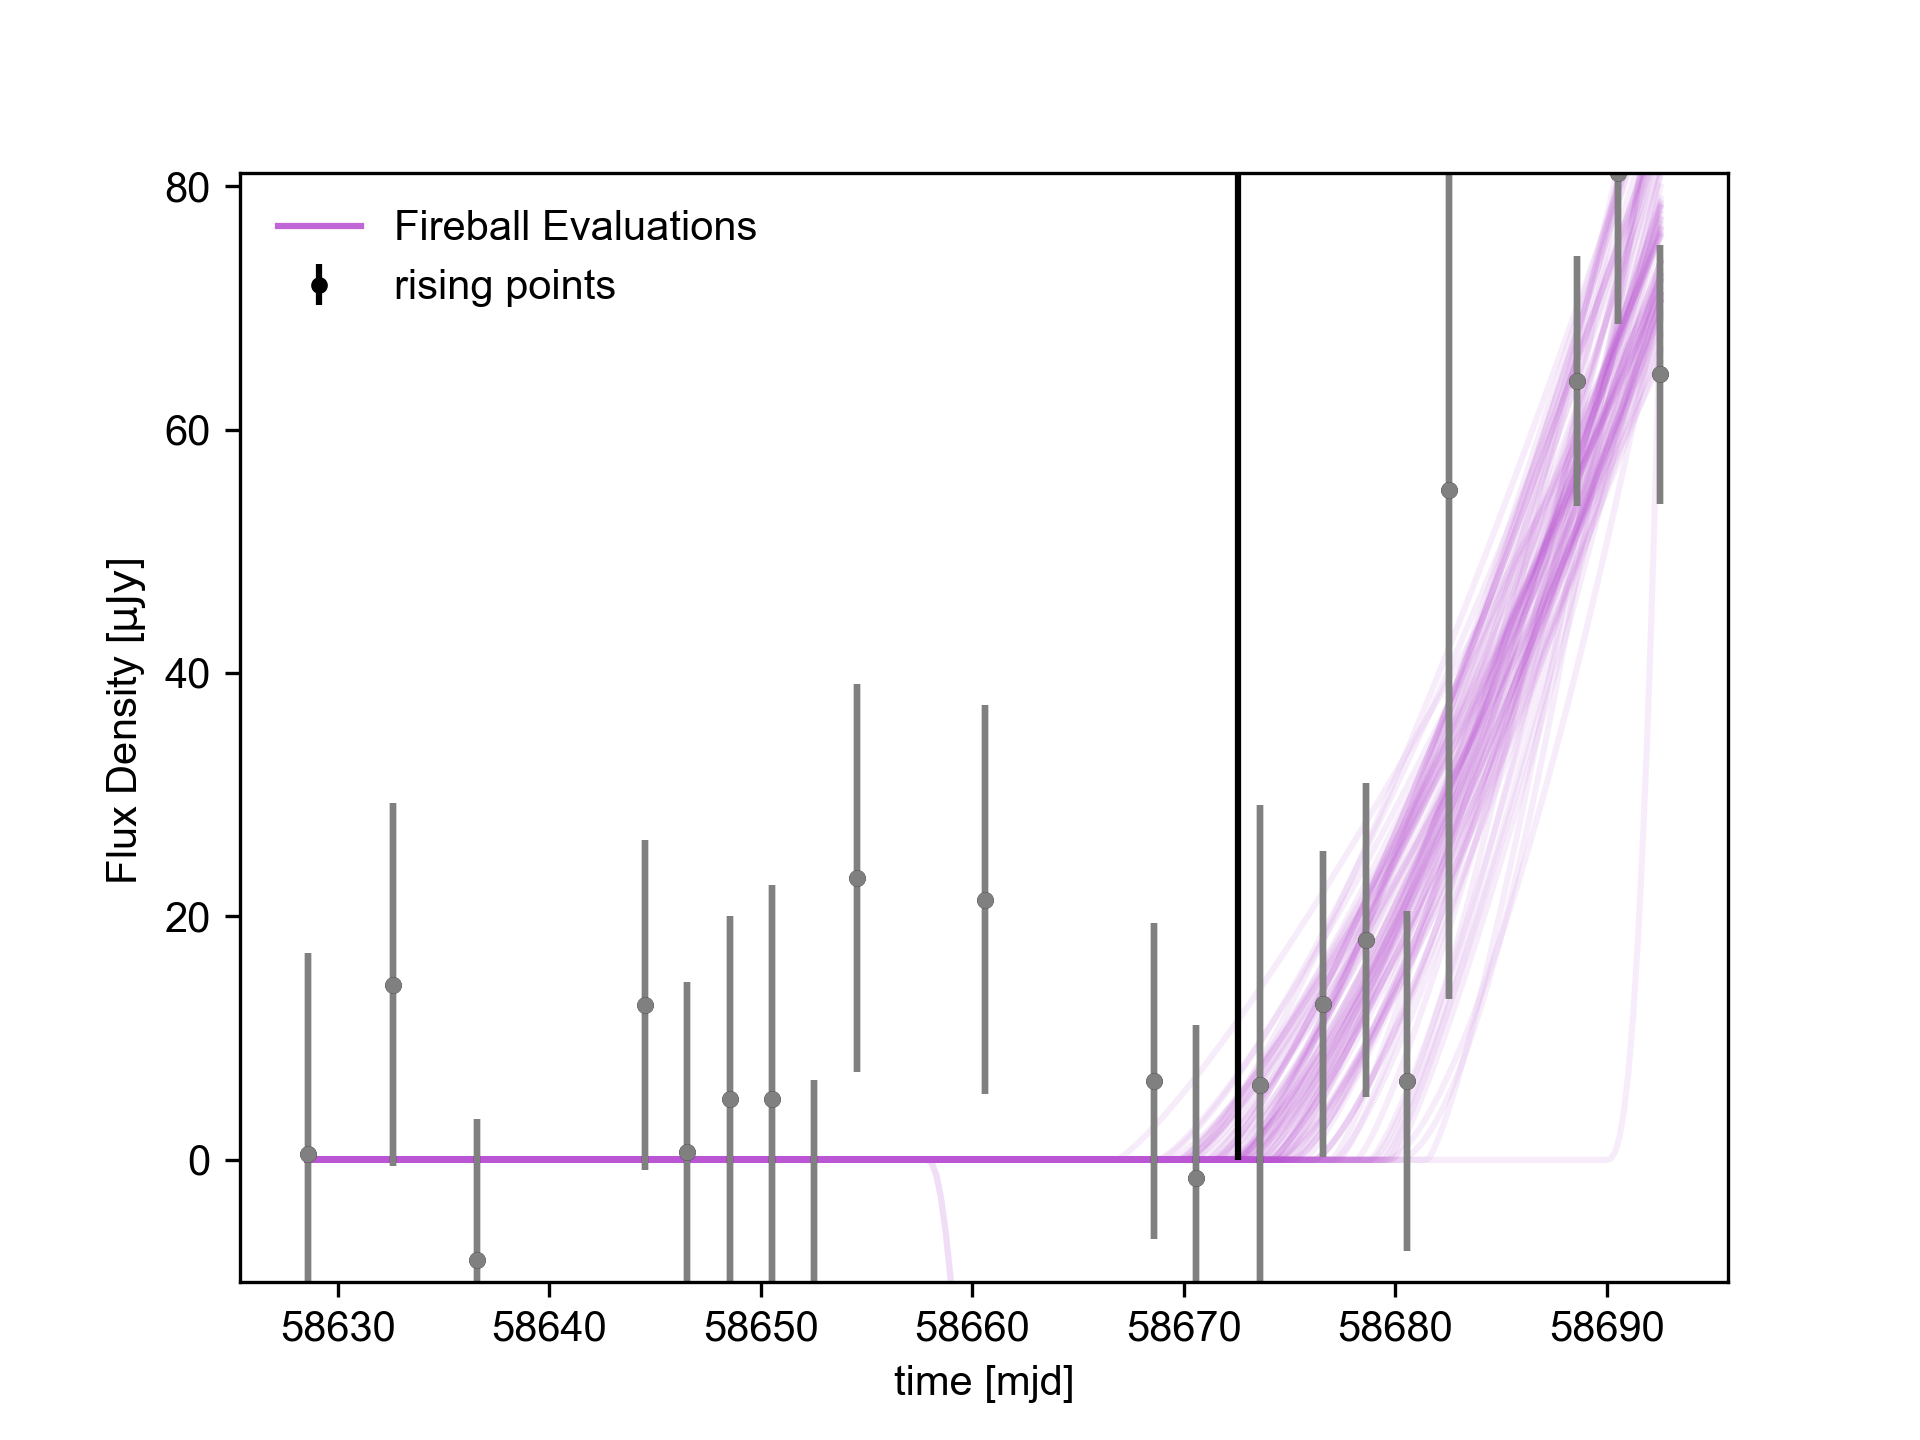 Fireball Evaluations
rising points
80
60
40
20
0
Flux Density [µJy]
58630 58640 58650 58660 58670 58680 58690
time [mjd]